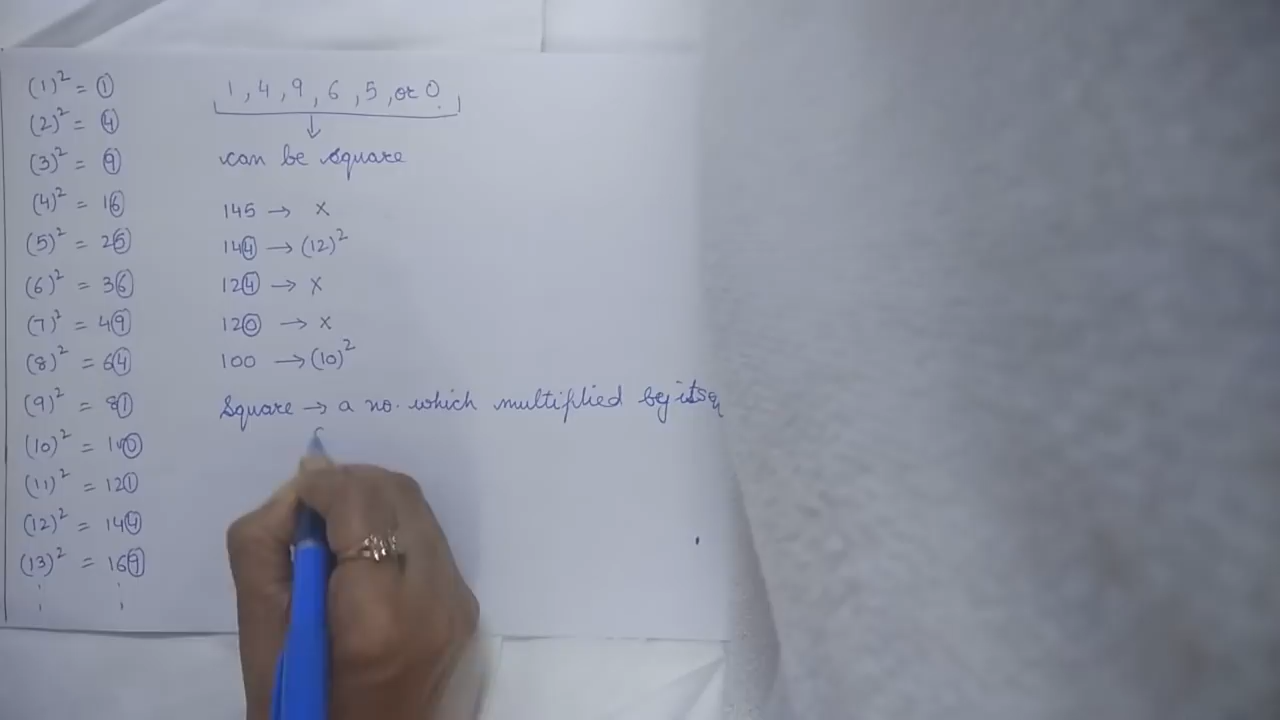 (1)² = 1
(2)² = 4
(3)² = 9
(4)² = 16
(5)² = 25
(6)² = 36
(7)² = 49
(8)² = 64
(9)² = 81
(10)² = 100
(11)² = 121
(12)² = 144
(13)² = 169
1, 4, 9, 6, 5, or 0
can be square
145 → x
144 → (12)²
124 → x
120 → x
100 → (10)²
Square → a no. which multiplied by